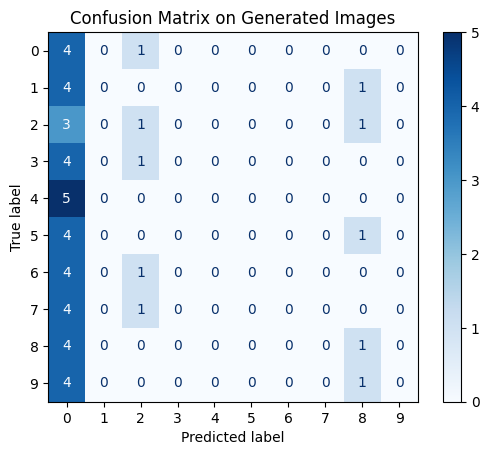 Confusion Matrix on Generated Images
0 4 0 1 0 0 0 0 0 0 0
1 4 0 0 0 0 0 0 0 1 0
2 3 0 1 0 0 0 0 0 1 0
3 4 0 1 0 0 0 0 0 0 0
4 5 0 0 0 0 0 0 0 0 0
5 4 0 0 0 0 0 0 0 1 0
6 4 0 1 0 0 0 0 0 0 0
7 4 0 1 0 0 0 0 0 0 0
8 4 0 0 0 0 0 0 0 1 0
9 4 0 0 0 0 0 0 0 1 0
0 1 2 3 4 5 6 7 8 9
True label
Predicted label
5
4
3
2
1
0